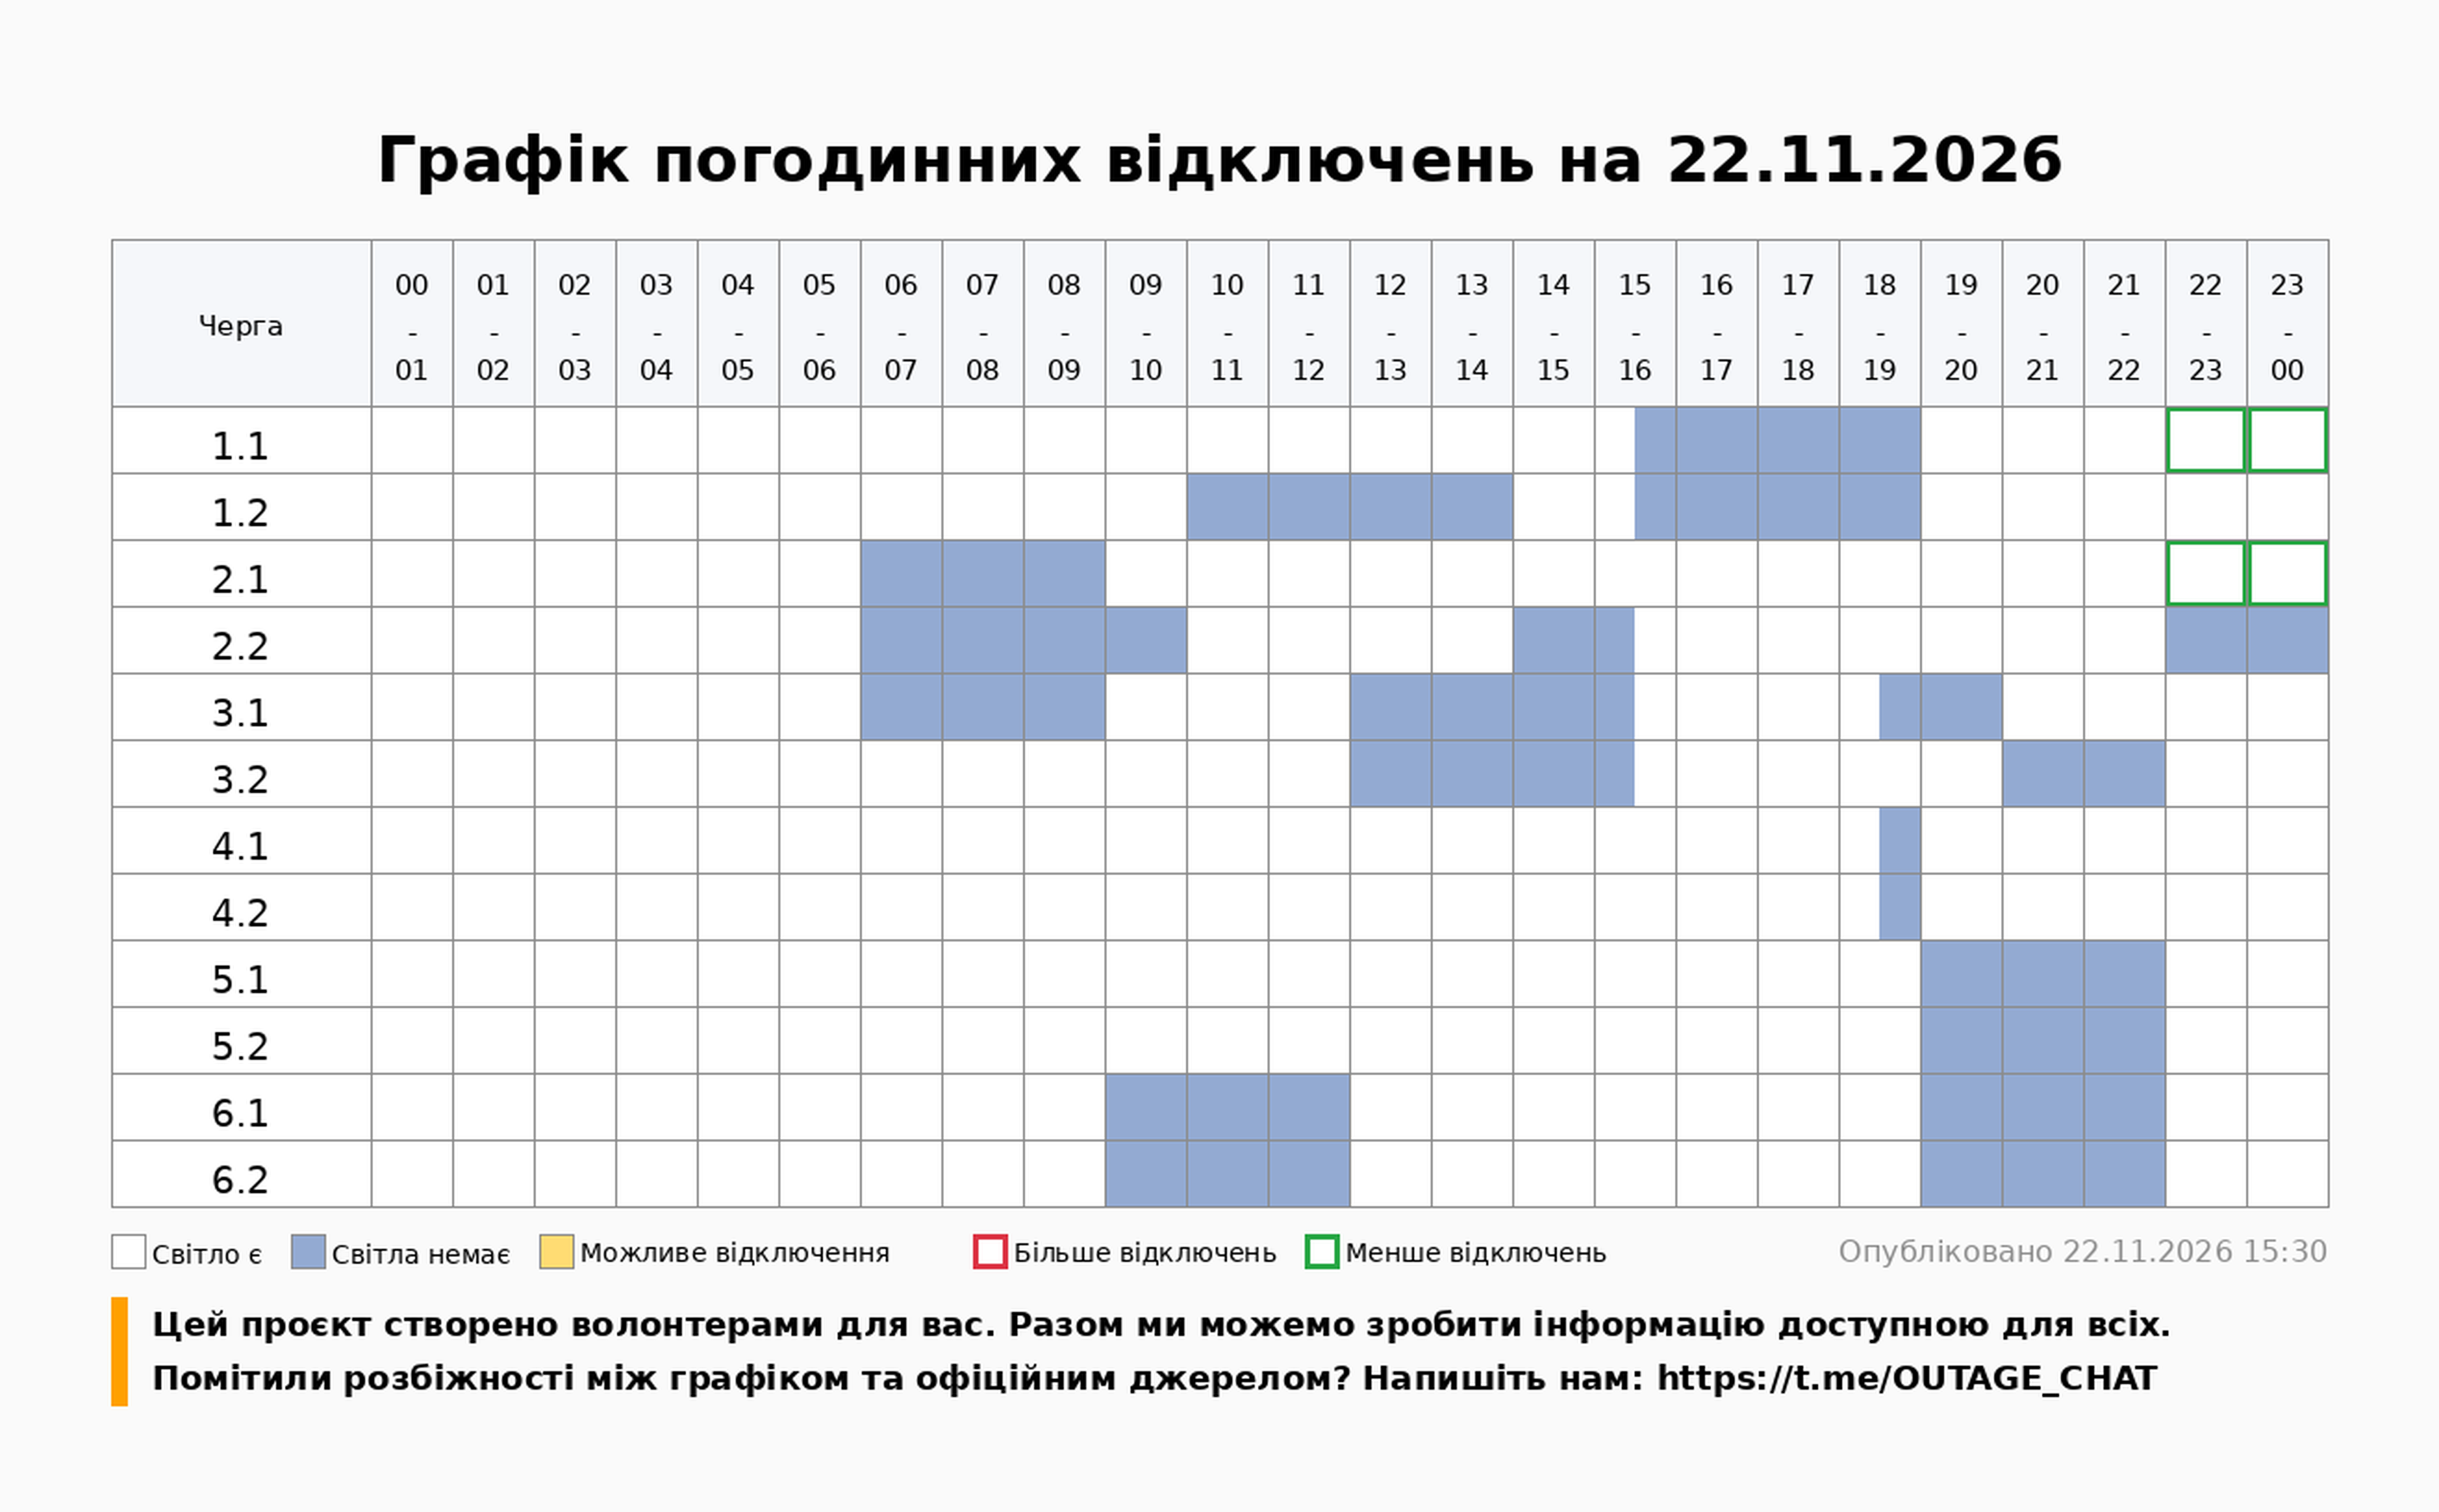 Графік погодинних відключень на 22.11.2026
Черга 00 - 01 01 - 02 02 - 03 03 - 04 04 - 05 05 - 06 06 - 07 07 - 08 08 - 09 09 - 10 10 - 11 11 - 12 12 - 13 13 - 14 14 - 15 15 - 16 16 - 17 17 - 18 18 - 19 19 - 20 20 - 21 21 - 22 22 - 23 23 - 00
1.1
1.2
2.1
2.2
3.1
3.2
4.1
4.2
5.1
5.2
6.1
6.2
Світло є Світла немає Можливе відключення Більше відключень Менше відключень Опубліковано 22.11.2026 15:30
Цей проєкт створено волонтерами для вас. Разом ми можемо зробити інформацію доступною для всіх.
Помітили розбіжності між графіком та офіційним джерелом? Напишіть нам: https://t.me/OUTAGE_CHAT